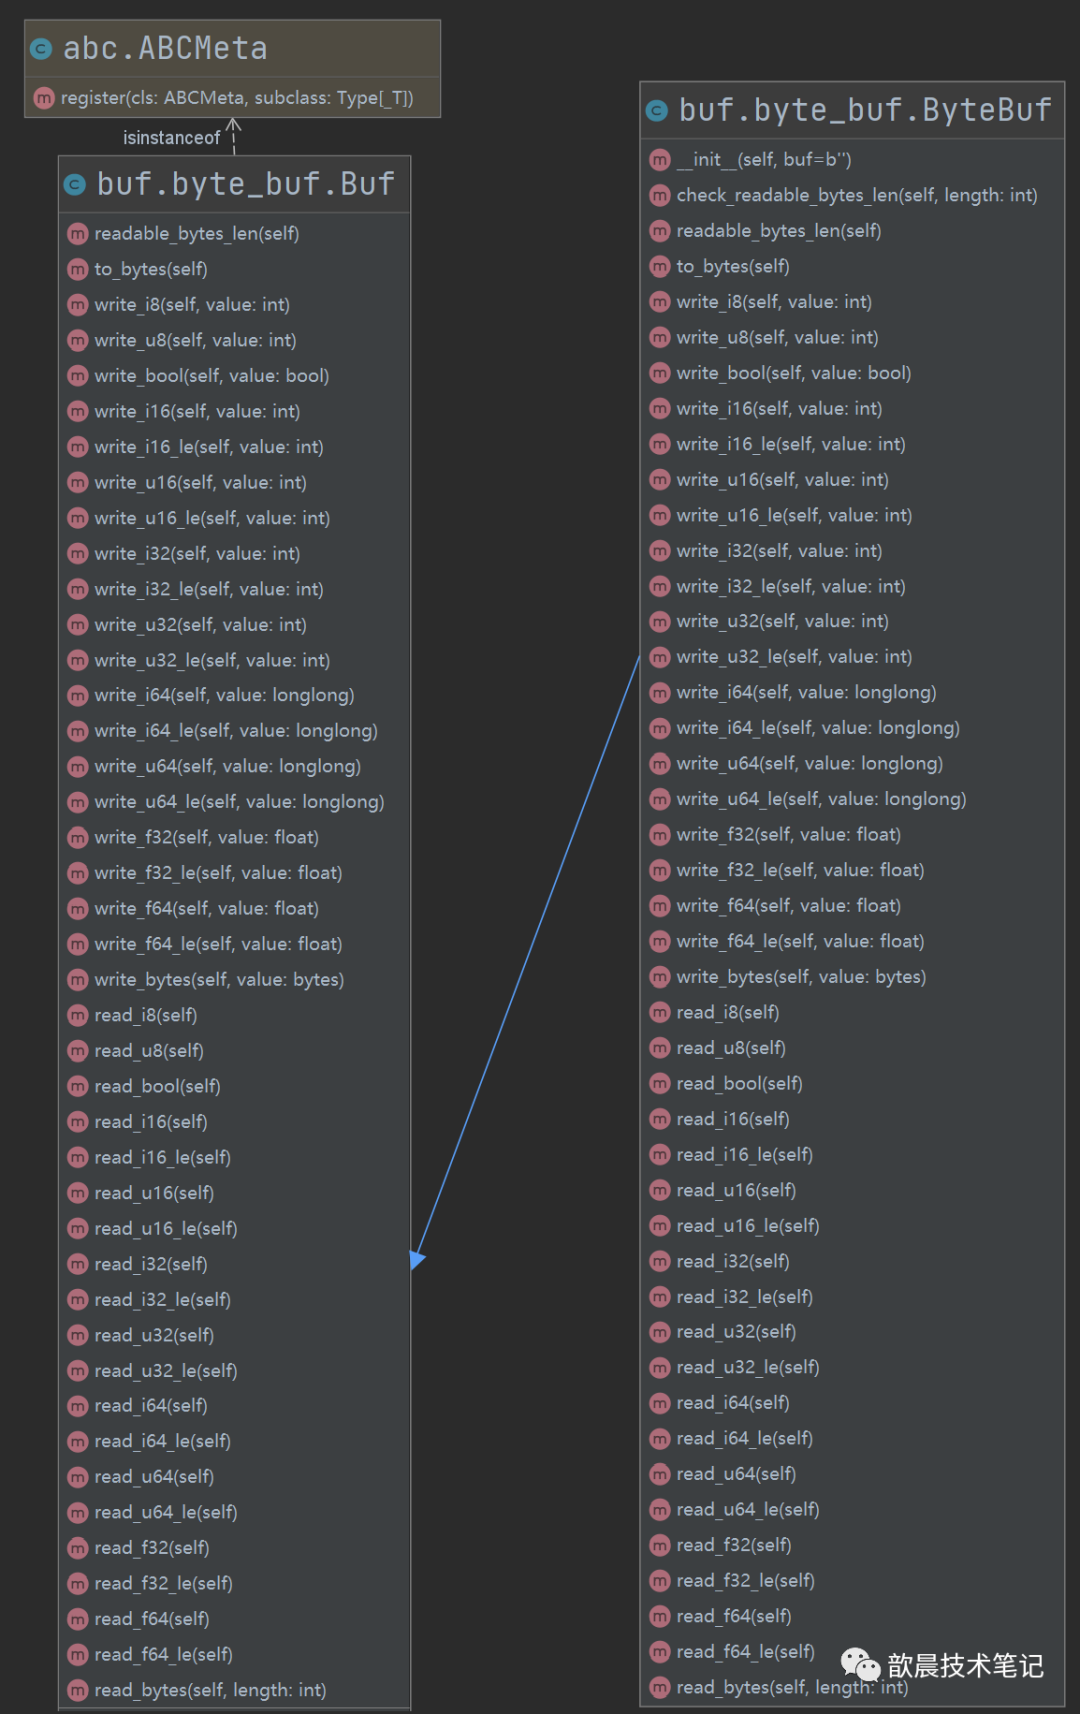 abc.ABCMeta
register(cls: ABCMeta, subclass: Type[_T])
isinstanceof
buf.byte_buf.Buf
readable_bytes_len(self)
to_bytes(self)
write_i8(self, value: int)
write_u8(self, value: int)
write_bool(self, value: bool)
write_i16(self, value: int)
write_i16_le(self, value: int)
write_u16(self, value: int)
write_u16_le(self, value: int)
write_i32(self, value: int)
write_i32_le(self, value: int)
write_u32(self, value: int)
write_u32_le(self, value: int)
write_i64(self, value: longlong)
write_i64_le(self, value: longlong)
write_u64(self, value: longlong)
write_u64_le(self, value: longlong)
write_f32(self, value: float)
write_f32_le(self, value: float)
write_f64(self, value: float)
write_f64_le(self, value: float)
write_bytes(self, value: bytes)
read_i8(self)
read_u8(self)
read_bool(self)
read_i16(self)
read_i16_le(self)
read_u16(self)
read_u16_le(self)
read_i32(self)
read_i32_le(self)
read_u32(self)
read_u32_le(self)
read_i64(self)
read_i64_le(self)
read_u64(self)
read_u64_le(self)
read_f32(self)
read_f32_le(self)
read_f64(self)
read_f64_le(self)
read_bytes(self, length: int)
buf.byte_buf.ByteBuf
__init__(self, buf=b'')
check_readable_bytes_len(self, length: int)
readable_bytes_len(self)
to_bytes(self)
write_i8(self, value: int)
write_u8(self, value: int)
write_bool(self, value: bool)
write_i16(self, value: int)
write_i16_le(self, value: int)
write_u16(self, value: int)
write_u16_le(self, value: int)
write_i32(self, value: int)
write_i32_le(self, value: int)
write_u32(self, value: int)
write_u32_le(self, value: int)
write_i64(self, value: longlong)
write_i64_le(self, value: longlong)
write_u64(self, value: longlong)
write_u64_le(self, value: longlong)
write_f32(self, value: float)
write_f32_le(self, value: float)
write_f64(self, value: float)
write_f64_le(self, value: float)
write_bytes(self, value: bytes)
read_i8(self)
read_u8(self)
read_bool(self)
read_i16(self)
read_i16_le(self)
read_u16(self)
read_u16_le(self)
read_i32(self)
read_i32_le(self)
read_u32(self)
read_u32_le(self)
read_i64(self)
read_i64_le(self)
read_u64(self)
read_u64_le(self)
read_f32(self)
read_f32_le(self)
read_f64(self)
read_f64_le(self)
read_bytes(self, length: int)
歆晨技术笔记